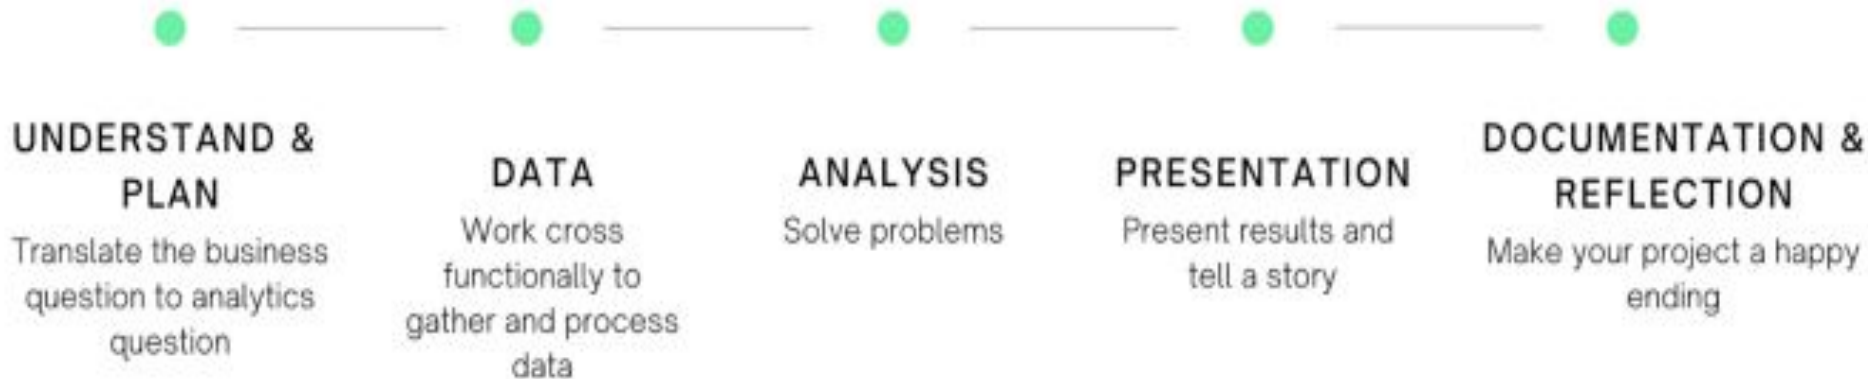 UNDERSTAND &
PLAN
Translate the business
question to analytics
question
DATA
Work cross
functionally to
gather and process
data
ANALYSIS
Solve problems
PRESENTATION
Present results and
tell a story
DOCUMENTATION &
REFLECTION
Make your project a happy
ending